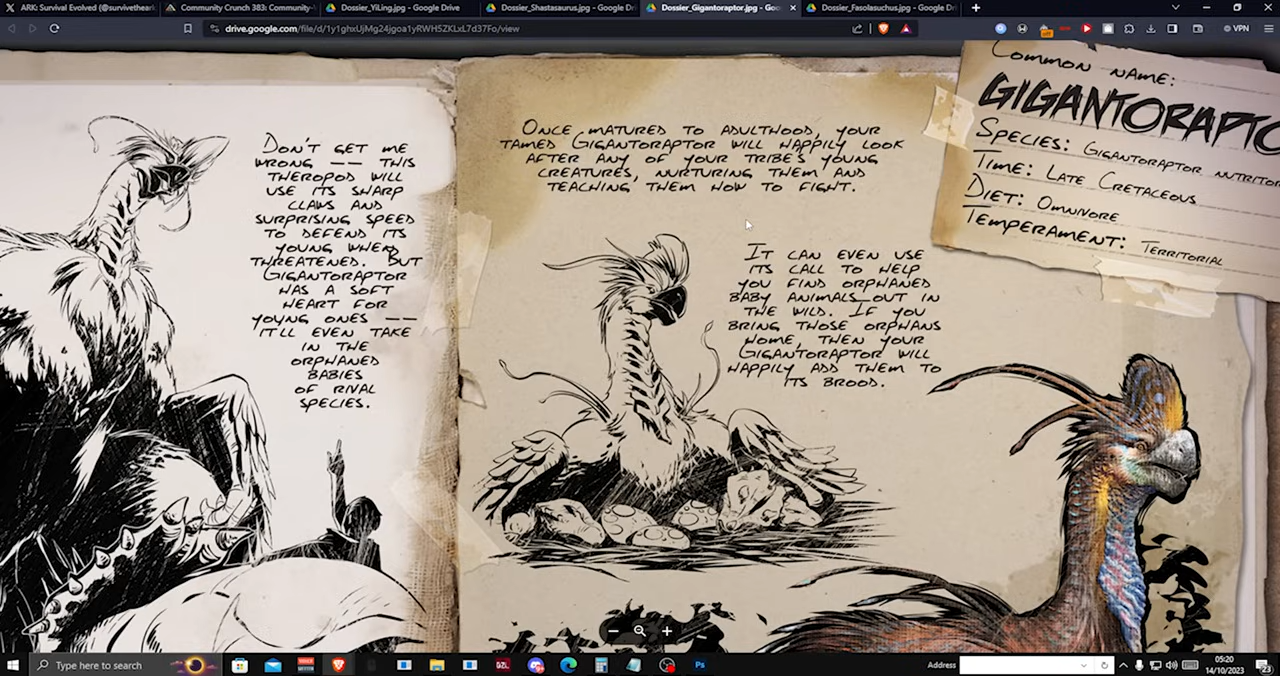 ARK: Survival Evolved (@survivetheark
Community Crunch 383: Community-
Dossier_YiLing.jpg - Google Drive
Dossier_Shastasaurus.jpg - Google Dri
Dossier_Gigantoraptor.jpg - Goo
Dossier_Fasolasuchus.jpg - Google Dri
drive.google.com/file/d/1y1ghxUjMg24jgoa1yRWH5ZKLxL7d37Fo/view
VPN
DON'T GET ME
WRONG -- THIS
THEROPOD WILL
USE ITS SHARP
CLAWS AND
SURPRISING SPEED
TO DEFEND ITS
YOUNG WHEN
THREATENED. BUT
GIGANTORAPTOR
HAS A SOFT
HEART FOR
YOUNG ONES --
IT'LL EVEN TAKE
IN THE
ORPHANED
BABIES
OF RIVAL
SPECIES.
ONCE MATURED TO ADULTHOOD, YOUR
TAMED GIGANTORAPTOR WILL HAPPILY LOOK
AFTER ANY OF YOUR TRIBE'S YOUNG
CREATURES, NURTURING THEM AND
TEACHING THEM HOW TO FIGHT.
IT CAN EVEN USE
ITS CALL TO HELP
YOU FIND ORPHANED
BABY ANIMALS OUT IN
THE WILD. IF YOU
BRING THOSE ORPHANS
HOME, THEN YOUR
GIGANTORAPTOR WILL
HAPPILY ADD THEM TO
ITS BROOD.
COMMON NAME:
GIGANTORAPTO
SPECIES: GIGANTORAPTOR NUTRITOR
TIME: LATE CRETACEOUS
DIET: OMNIVORE
TEMPERAMENT: TERRITORIAL
Type here to search
Ps
Address
05:20
14/10/2023
23